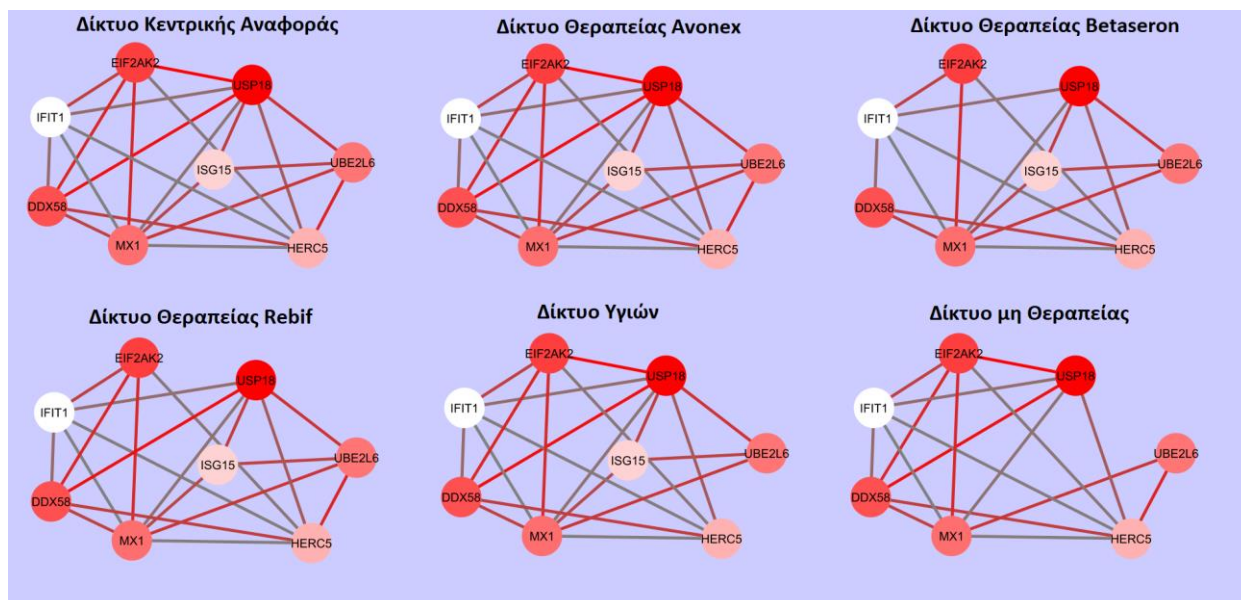 Δίκτυο Κεντρικής Αναφοράς
EIF2AK2
USP18
IFIT1
ISG15
UBE2L6
DDX58
MX1
HERC5
Δίκτυο Θεραπείας Avonex
EIF2AK2
USP18
IFIT1
ISG15
UBE2L6
DDX58
MX1
HERC5
Δίκτυο Θεραπείας Betaseron
EIF2AK2
USP18
IFIT1
ISG15
UBE2L6
DDX58
MX1
HERC5
Δίκτυο Θεραπείας Rebif
EIF2AK2
USP18
IFIT1
ISG15
UBE2L6
DDX58
MX1
HERC5
Δίκτυο Υγιών
EIF2AK2
USP18
IFIT1
ISG15
UBE2L6
DDX58
MX1
HERC5
Δίκτυο μη Θεραπείας
EIF2AK2
USP18
IFIT1
UBE2L6
DDX58
MX1
HERC5